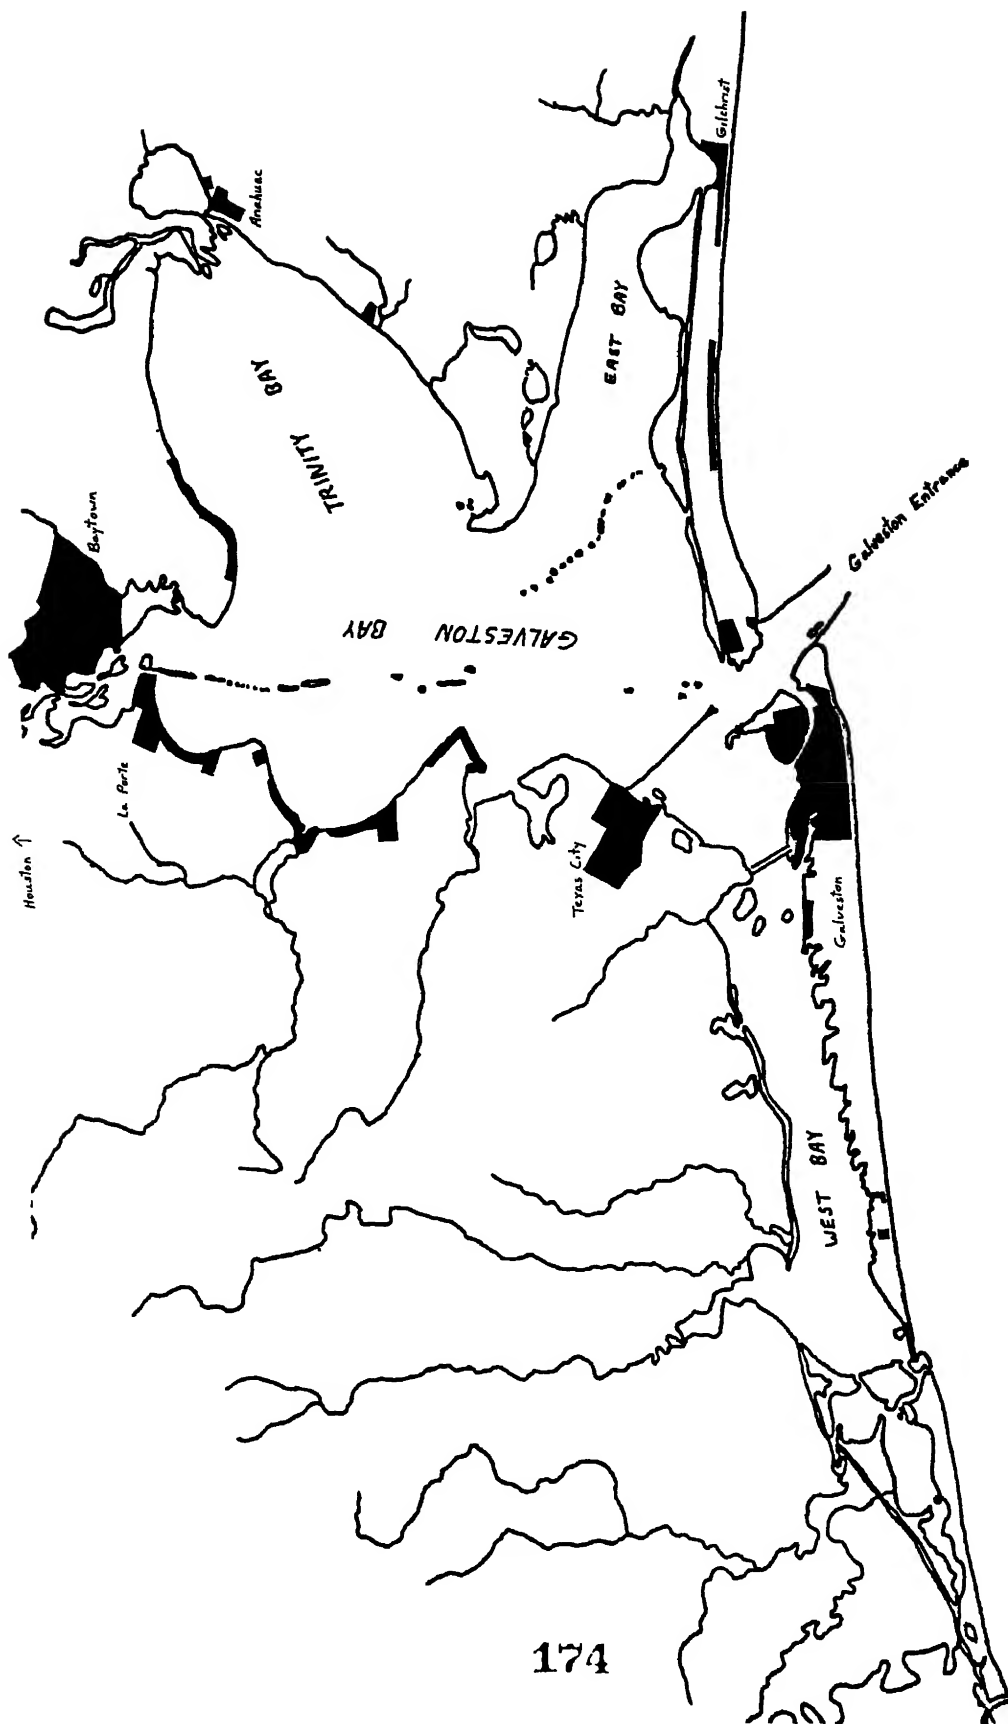 Houston ↑
La Porte
Baytown
Anahuac
TRINITY BAY
GALVESTON BAY
EAST BAY
Gilchrist
Galveston Entrance
Texas City
Galveston
WEST BAY
174